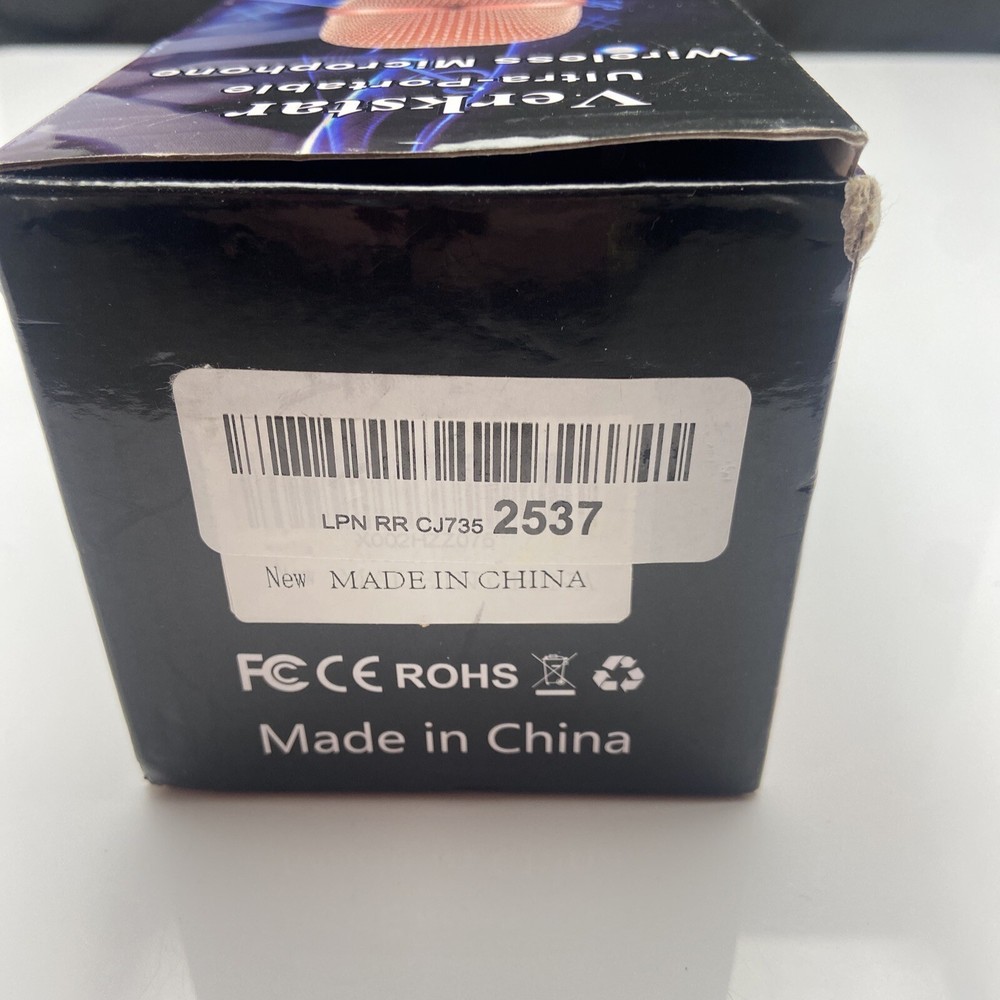 Verkstar
Ultra-Portable
Wireless Microphone
LPN RR CJ735 2537
X002HZZ07
New MADE IN CHINA
FC CE ROHS
Made in China